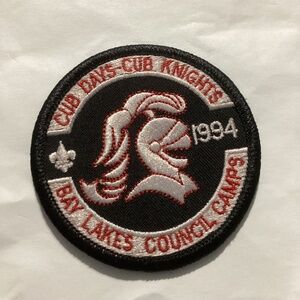 CUB DAYS-CUB KNIGHTS
1994
BAY LAKES COUNCIL CAMPS